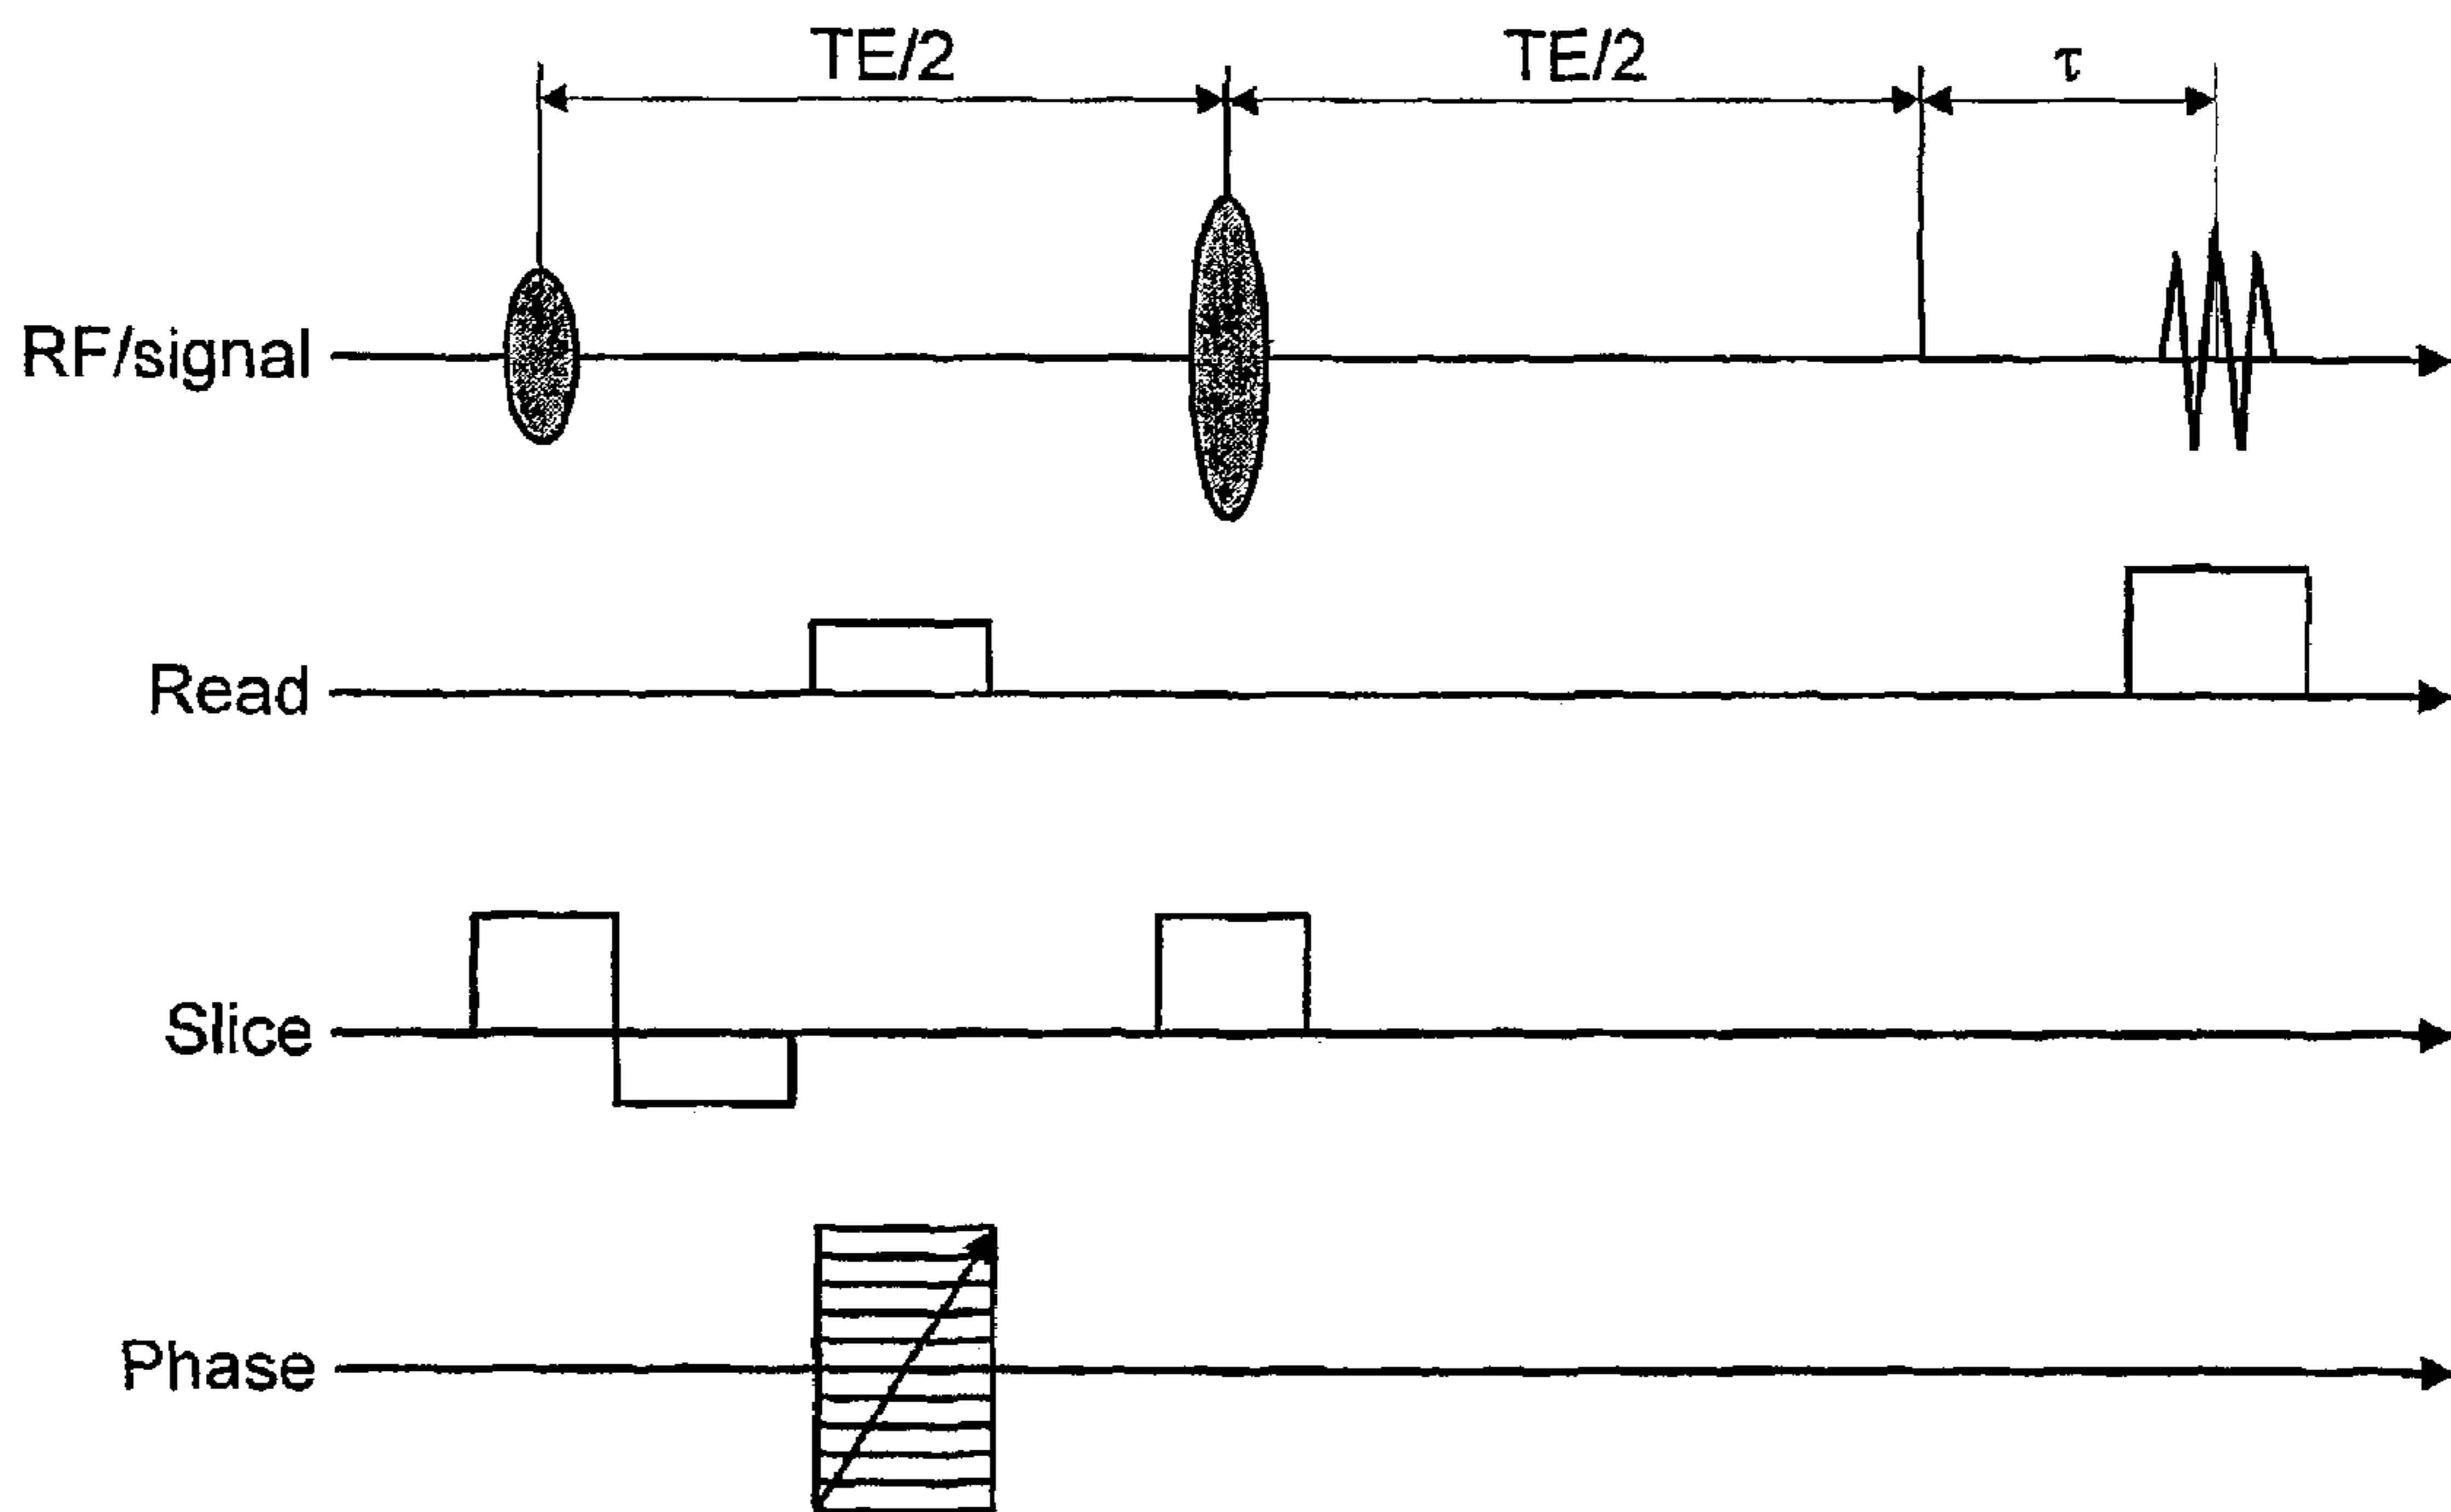 TE/2 TE/2 τ
RF/signal
Read
Slice
Phase